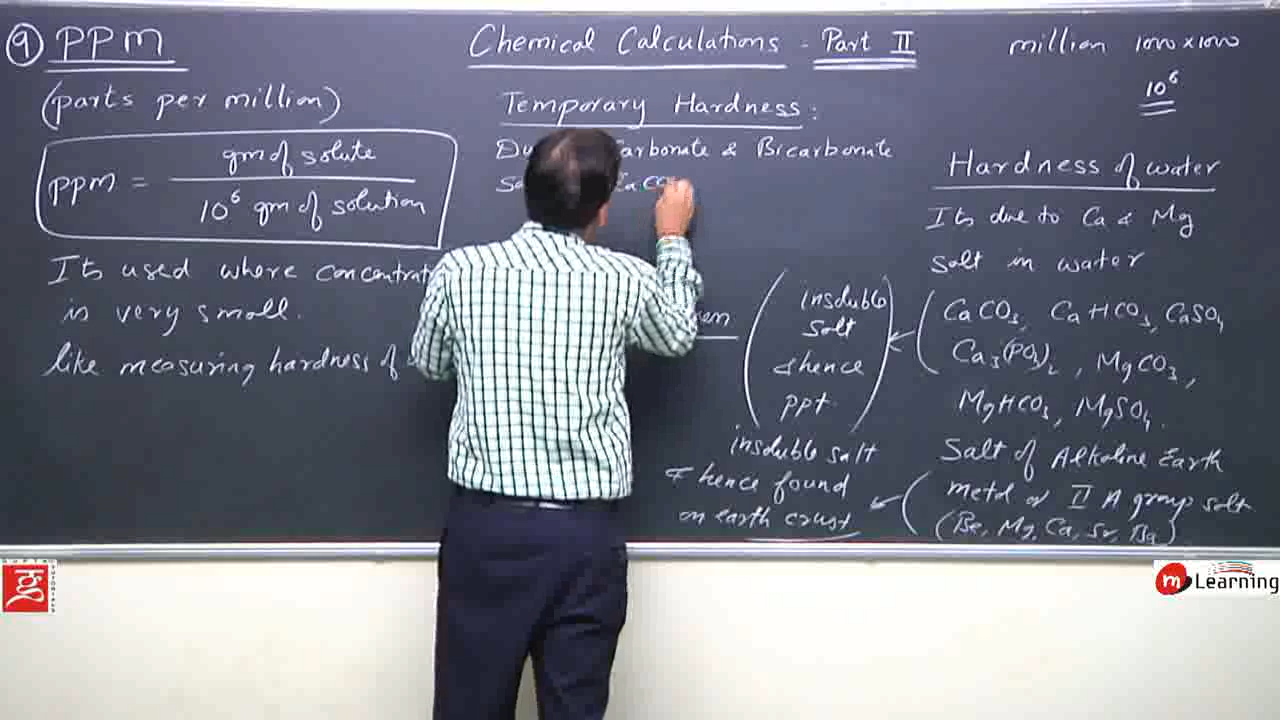 9 PPM
(parts per million)
ppm = gm of solute
10⁶ gm of solution
Its used where
is very small.
like measuring hardness of
Chemical Calculations - Part II
Temporary Hardness:
Carbonate & Bicarbonate
million 1000 x 1000
10⁶
Hardness of water
Its due to Ca & Mg
Salt in water
CaCO₃, CaHCO₃, CaSO₄
Ca₃(PO₄)₂, MgCO₃,
MgHCO₃, MgSO₄.
Salt of Alkaline Earth
metal or II A group salt
(Be, Mg, Ca, Sr, Ba)
(insoluble
salt
& hence
ppt.)
insoluble salt
& hence found
on earth crust
GUPTA TUTORIALS
m Learning